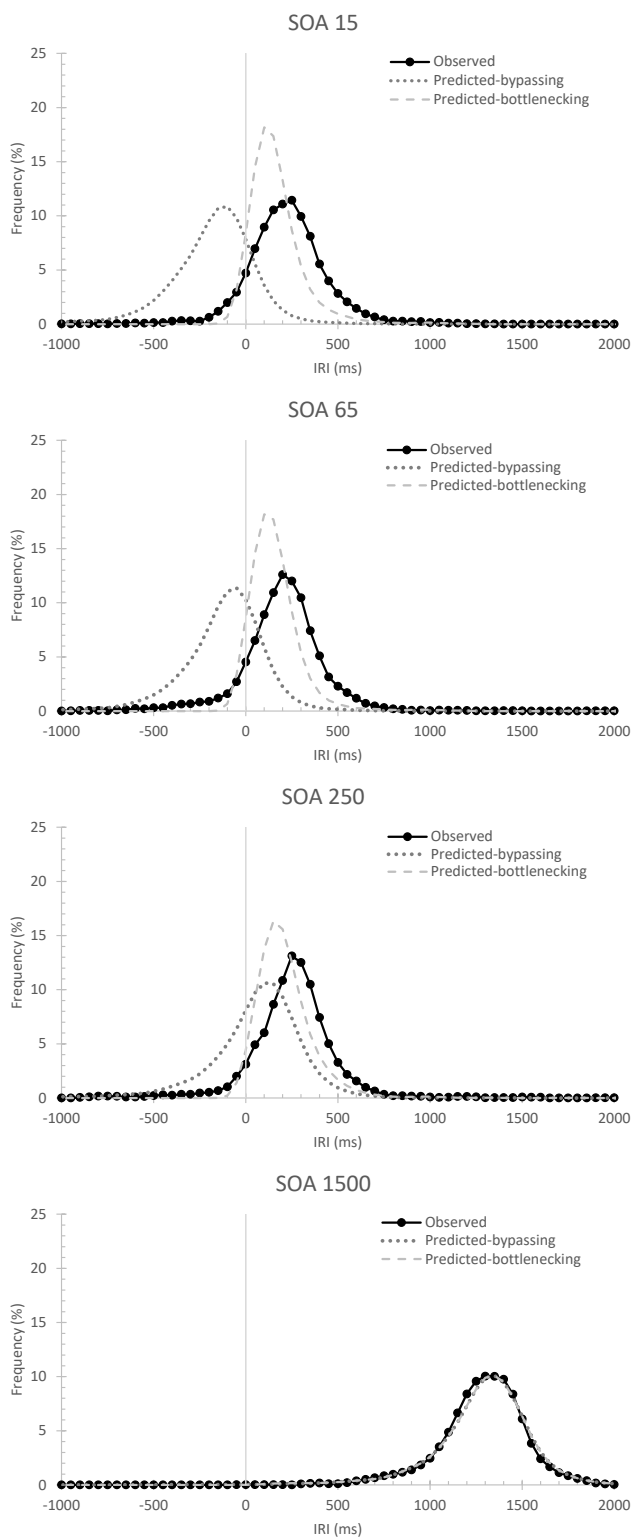 SOA 15
Observed
Predicted-bypassing
Predicted-bottlenecking
Frequency (%)
25
20
15
10
5
0
-1000 -500 0 500 1000 1500 2000
IRI (ms)
SOA 65
Observed
Predicted-bypassing
Predicted-bottlenecking
Frequency (%)
25
20
15
10
5
0
-1000 -500 0 500 1000 1500 2000
IRI (ms)
SOA 250
Observed
Predicted-bypassing
Predicted-bottlenecking
Frequency (%)
25
20
15
10
5
0
-1000 -500 0 500 1000 1500 2000
IRI (ms)
SOA 1500
Observed
Predicted-bypassing
Predicted-bottlenecking
Frequency (%)
25
20
15
10
5
0
-1000 -500 0 500 1000 1500 2000
IRI (ms)